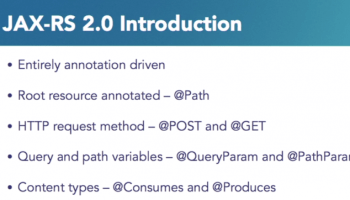 JAX-RS 2.0 Introduction
• Entirely annotation driven
• Root resource annotated – @Path
• HTTP request method – @POST and @GET
• Query and path variables – @QueryParam and @PathParam
• Content types – @Consumes and @Produces